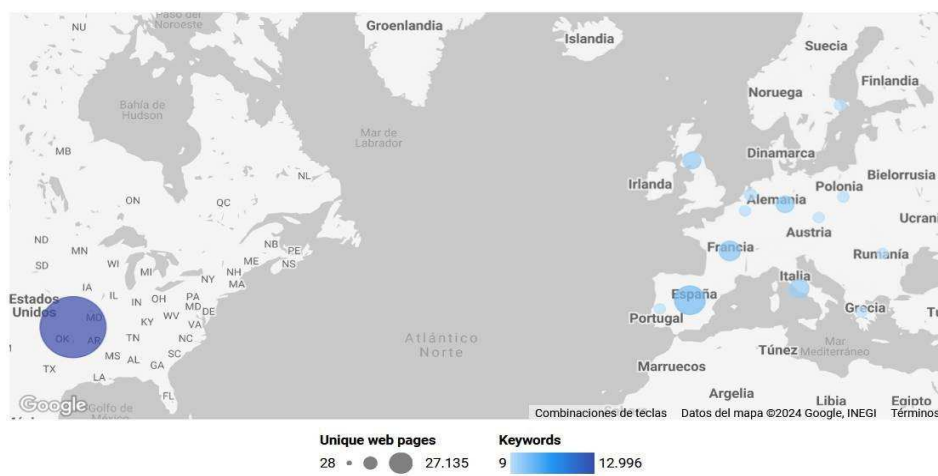 Paso del
Noroeste
NU
Groenlandia
Islandia
Suecia
Finlandia
Noruega
Bahía de
Hudson
Mar de
Labrador
MB
NL
ON
QC
Dinamarca
Irlanda
Bielorrusia
Polonia
Alemania
Ucrani
Austria
ND
MN
NB
PE
ME
NS
SD
WI
MI
NH
MA
NY
Francia
Rumanía
IA
IL
IN
OH
PA
MD
DE
Estados
Unidos
MO
KY
WV
VA
Italia
España
Portugal
Grecia
Tu
OK
AR
TN
NC
Atlántico
Norte
Túnez
Mar
Mediterráneo
MS
AL
SC
GA
TX
LA
FL
Marruecos
Argelia
Libia
Egipto
Google
Golfo de
México
Combinaciones de teclas
Datos del mapa ©2024 Google, INEGI
Términos
Unique web pages
28
27.135
Keywords
9
12.996